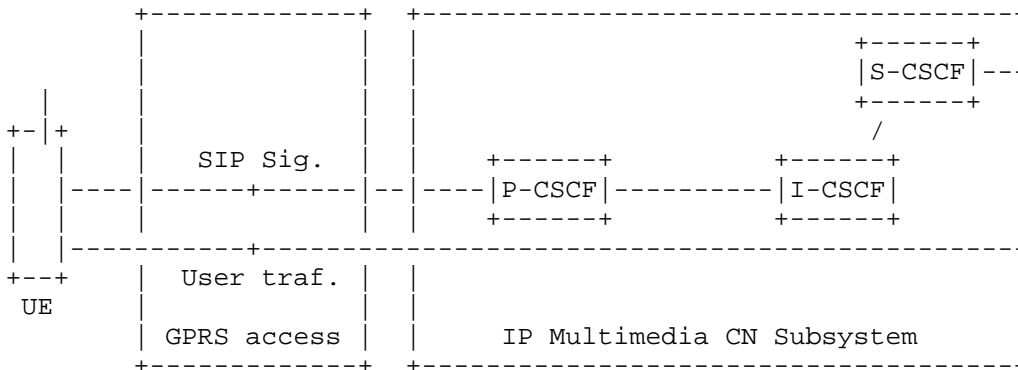 S-CSCF
SIP Sig.
P-CSCF
I-CSCF
User traf.
UE
GPRS access
IP Multimedia CN Subsystem